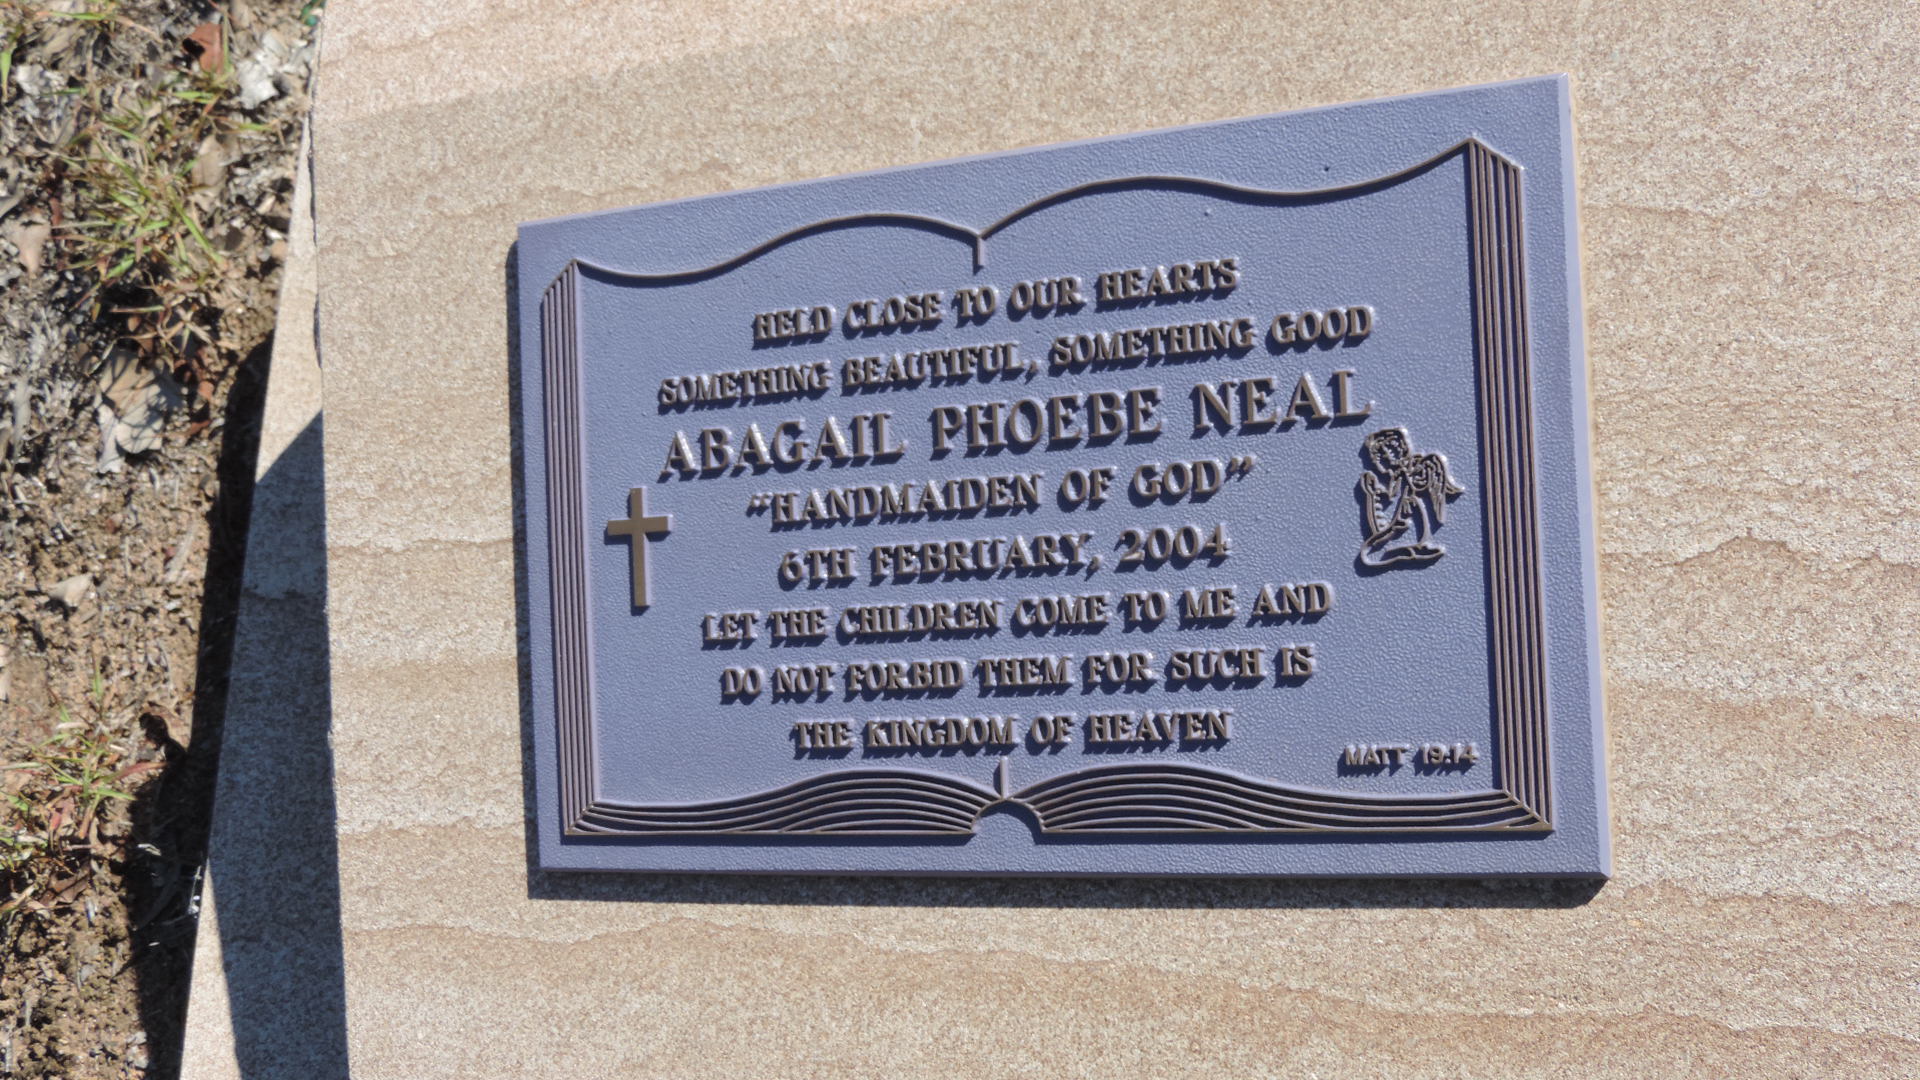 HELD CLOSE TO OUR HEARTS
SOMETHING BEAUTIFUL, SOMETHING GOOD
ABAGAIL PHOEBE NEAL
"HANDMAIDEN OF GOD"
6TH FEBRUARY, 2004
LET THE CHILDREN COME TO ME AND
DO NOT FORBID THEM FOR SUCH IS
THE KINGDOM OF HEAVEN
MATT 19:14